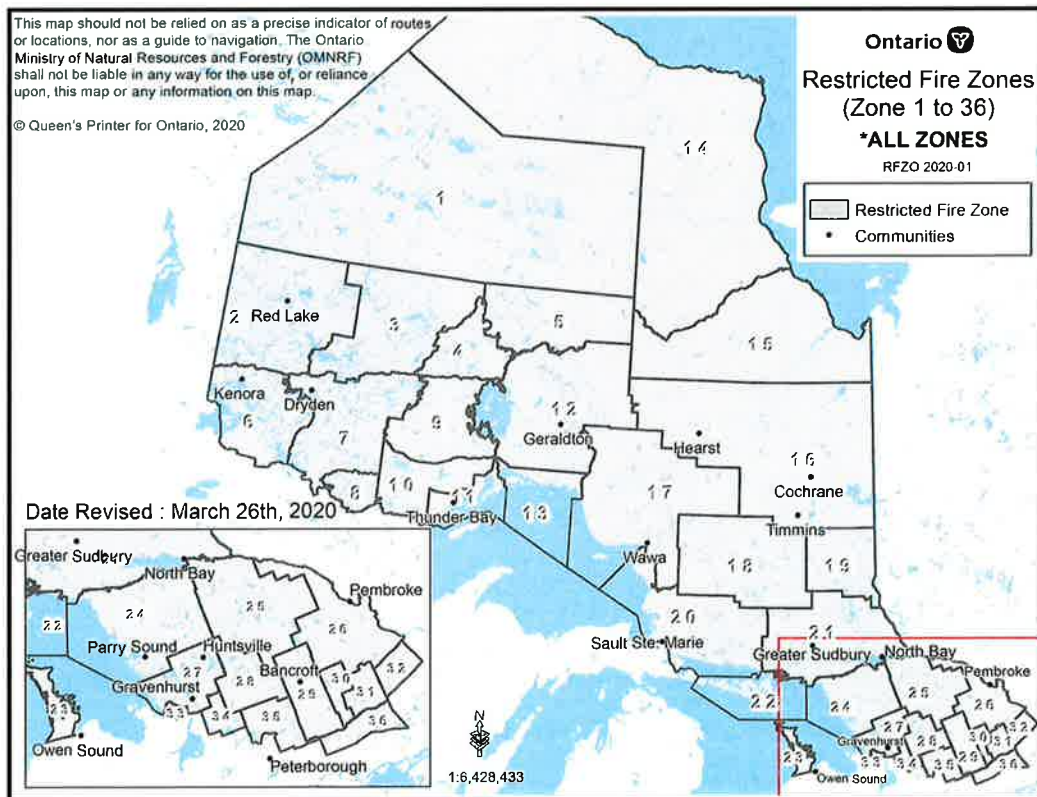 This map should not be relied on as a precise indicator of routes
or locations, nor as a guide to navigation. The Ontario
Ministry of Natural Resources and Forestry (OMNRF)
shall not be liable in any way for the use of, or reliance
upon, this map or any information on this map.
© Queen's Printer for Ontario, 2020
Ontario
Restricted Fire Zones
(Zone 1 to 36)
*ALL ZONES
RFZO 2020-01
Restricted Fire Zone
Communities
14
1
2
Red Lake
3
4
5
15
Kenora
6
Dryden
7
9
12
Geraldton
Hearst
16
Cochrane
8
10
11
Thunder Bay
13
17
Timmins
Wawa
18
19
20
Sault Ste. Marie
21
Greater Sudbury
North Bay
Pembroke
22
24
25
26
27
Gravenhurst
28
29
30
31
32
33
34
35
36
23
Owen Sound
Date Revised : March 26th, 2020
Greater Sudbury
North Bay
Pembroke
22
24
25
26
Parry Sound
Huntsville
27
Bancroft
28
29
30
31
32
Gravenhurst
33
34
35
36
23
Owen Sound
Peterborough
N
1:6,428,433